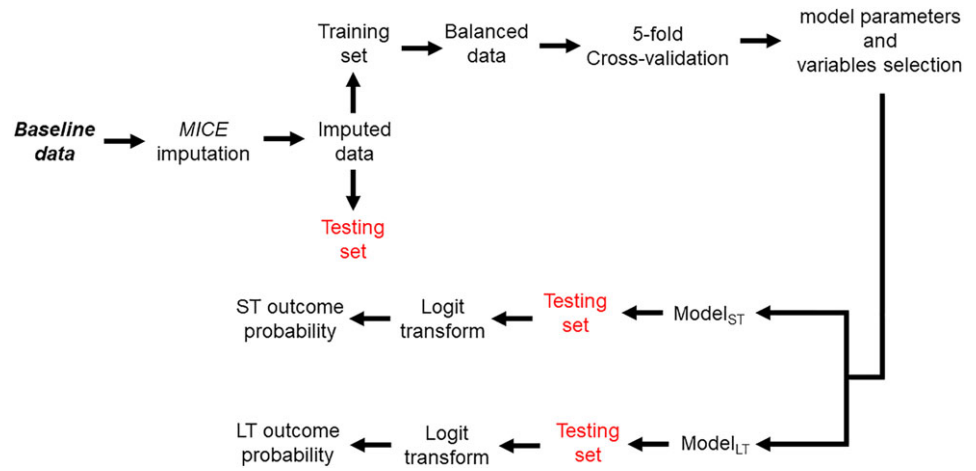 Training
set
Balanced
data
5-fold
Cross-validation
model parameters
and
variables selection
Baseline
data
MICE
imputation
Imputed
data
Testing
set
ST outcome
probability
Logit
transform
Testing
set
ModelST
LT outcome
probability
Logit
transform
Testing
set
ModelLT